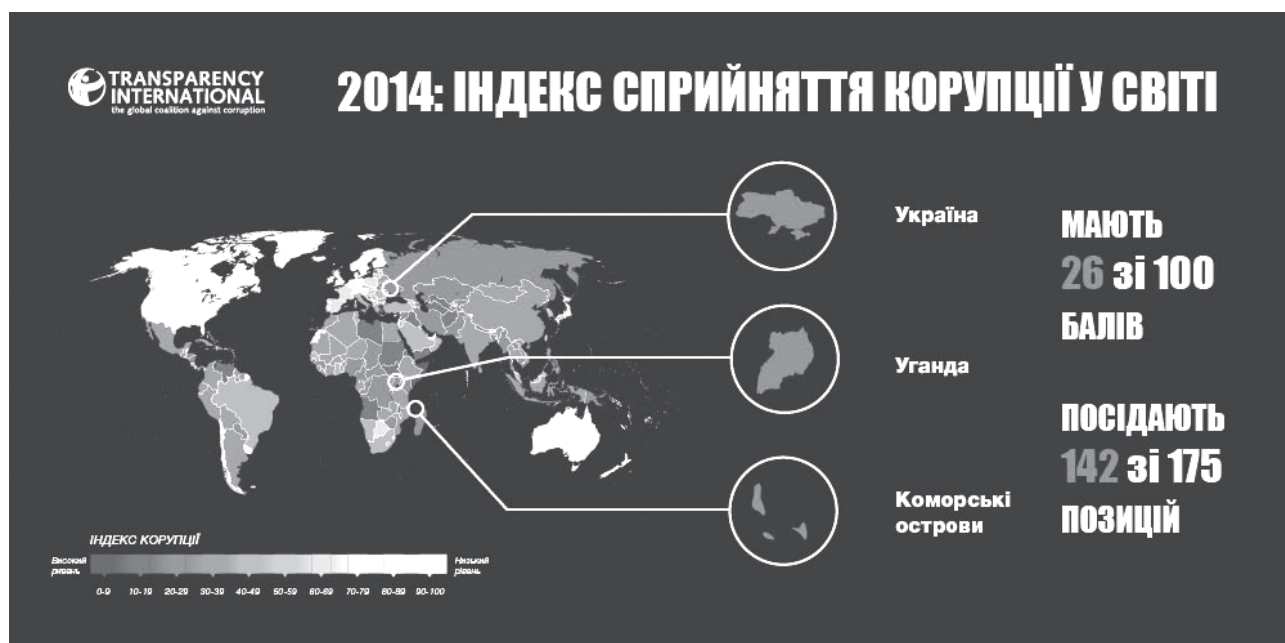 TRANSPARENCY
INTERNATIONAL
the global coalition against corruption
2014: ІНДЕКС СПРИЙНЯТТЯ КОРУПЦІЇ У СВІТІ
Україна
МАЮТЬ
26 зі 100
БАЛІВ
Уганда
ПОСІДАЮТЬ
142 зі 175
ПОЗИЦІЙ
Коморські
острови
ІНДЕКС КОРУПЦІЇ
Високий
рівень
Низький
рівень
0-9 10-19 20-29 30-39 40-49 50-59 60-69 70-79 80-89 90-100